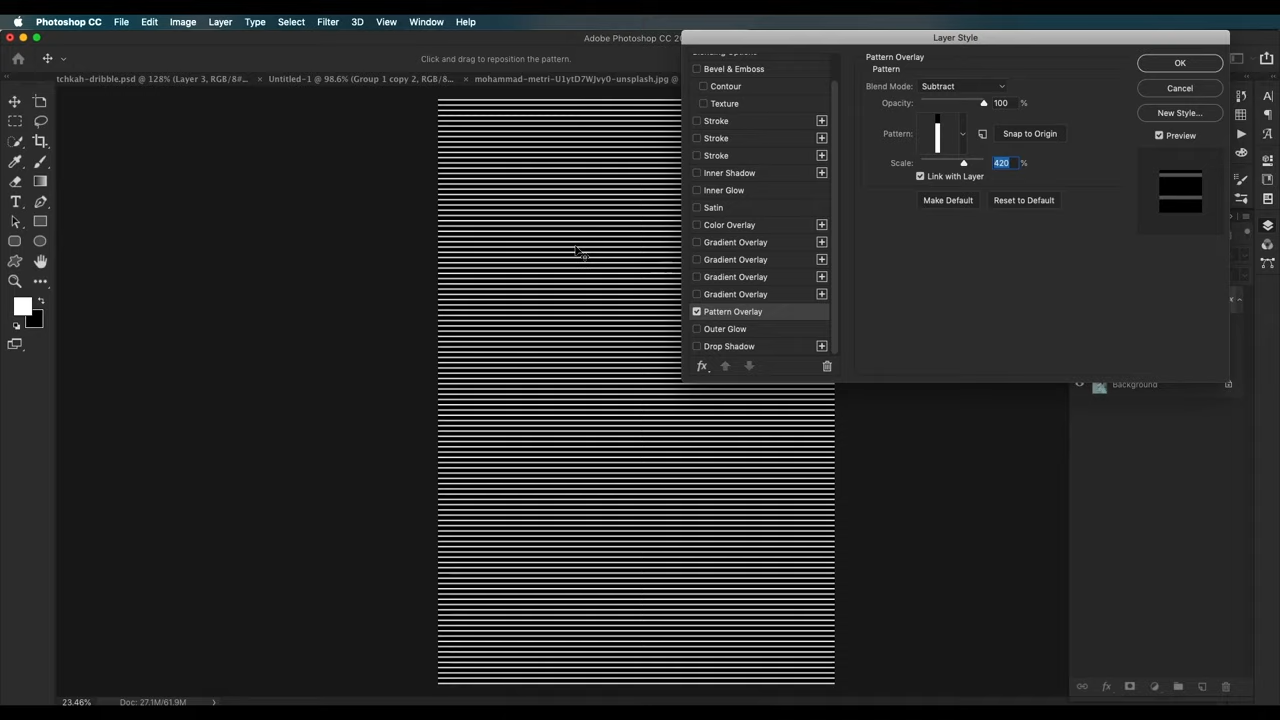 Photoshop CC File Edit Image Layer Type Select Filter 3D View Window Help
Adobe Photoshop CC 20
Layer Style
Click and drag to reposition the pattern.
tchkah-dribble.psd @ 128% (Layer 3, RGB/8#...
Untitled-1 @ 98.6% (Group 1 copy 2, RGB/8...
mohammad-metri-U1ytD7WJvy0-unsplash.jpg @
Blending Options
Bevel & Emboss
Contour
Texture
Stroke
Stroke
Stroke
Inner Shadow
Inner Glow
Satin
Color Overlay
Gradient Overlay
Gradient Overlay
Gradient Overlay
Gradient Overlay
Pattern Overlay
Outer Glow
Drop Shadow
fx
Pattern Overlay
Pattern
Blend Mode: Subtract
Opacity: 100 %
Pattern: Snap to Origin
Scale: 420 %
Link with Layer
Make Default Reset to Default
OK
Cancel
New Style...
Preview
Background
23.46% Doc: 27.1M/61.9M
fx